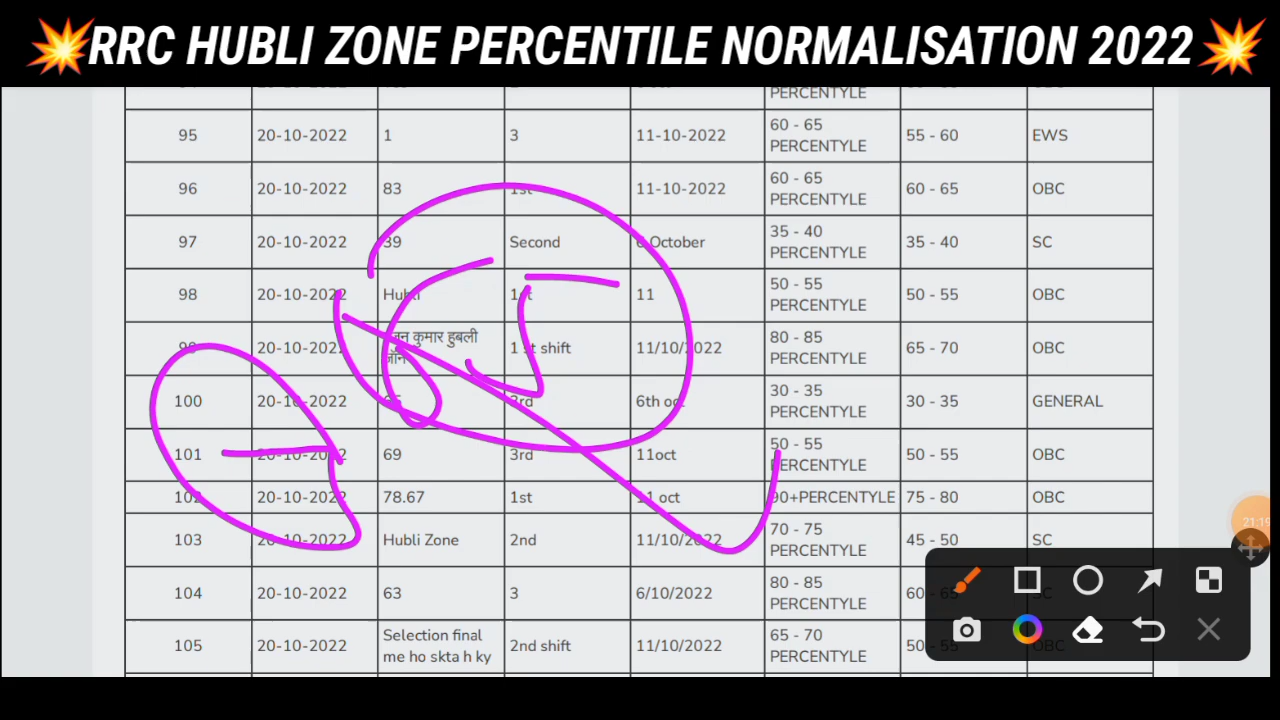 RRC HUBLI ZONE PERCENTILE NORMALISATION 2022
PERCENTYLE
95 20-10-2022 1 3 11-10-2022 60 - 65 PERCENTYLE 55 - 60 EWS
96 20-10-2022 83 1st 11-10-2022 60 - 65 PERCENTYLE 60 - 65 OBC
97 20-10-2022 39 Second 6 October 35 - 40 PERCENTYLE 35 - 40 SC
98 20-10-2022 Hubli 1st 11 50 - 55 PERCENTYLE 50 - 55 OBC
99 20-10-2022 कुमार हुबली 1 st shift 11/10/2022 80 - 85 PERCENTYLE 65 - 70 OBC
100 20-10-2022 3rd 6th oct 30 - 35 PERCENTYLE 30 - 35 GENERAL
101 20-10-2022 69 3rd 11oct 50 - 55 PERCENTYLE 50 - 55 OBC
102 20-10-2022 78.67 1st 11 oct 90+PERCENTYLE 75 - 80 OBC
103 20-10-2022 Hubli Zone 2nd 11/10/2022 70 - 75 PERCENTYLE 45 - 50 SC
104 20-10-2022 63 3 6/10/2022 80 - 85 PERCENTYLE 60 - 65 SC
105 20-10-2022 Selection final me ho skta h ky 2nd shift 11/10/2022 65 - 70 PERCENTYLE 50 - 55 OBC
21:19